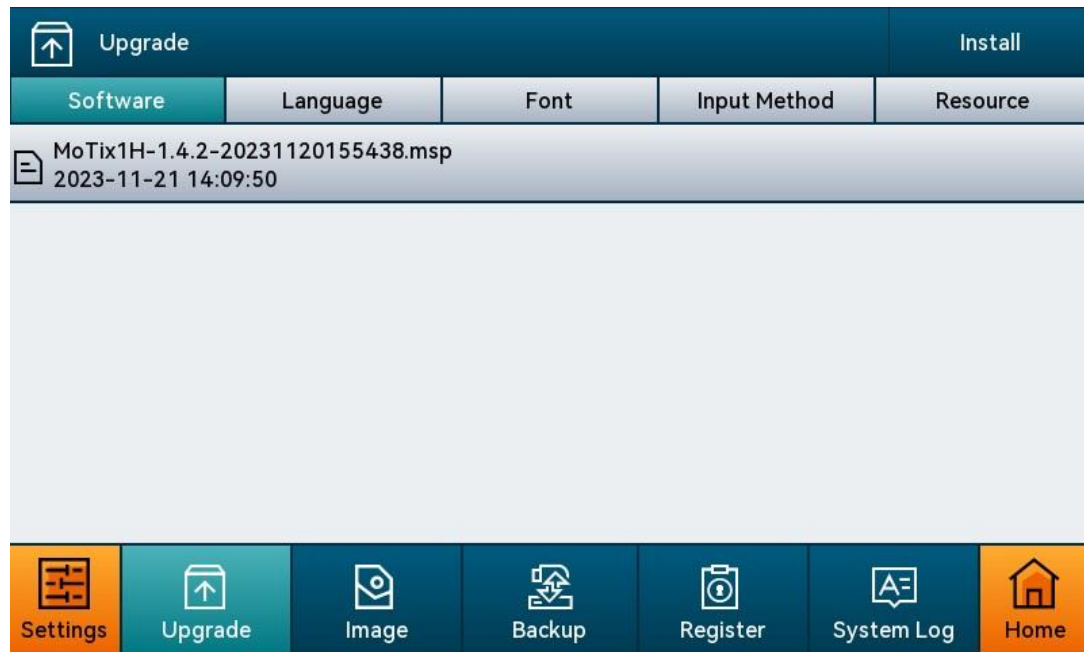 Upgrade
Install
Software
Language
Font
Input Method
Resource
MoTix1H-1.4.2-20231120155438.msp
2023-11-21 14:09:50
Settings
Upgrade
Image
Backup
Register
System Log
Home